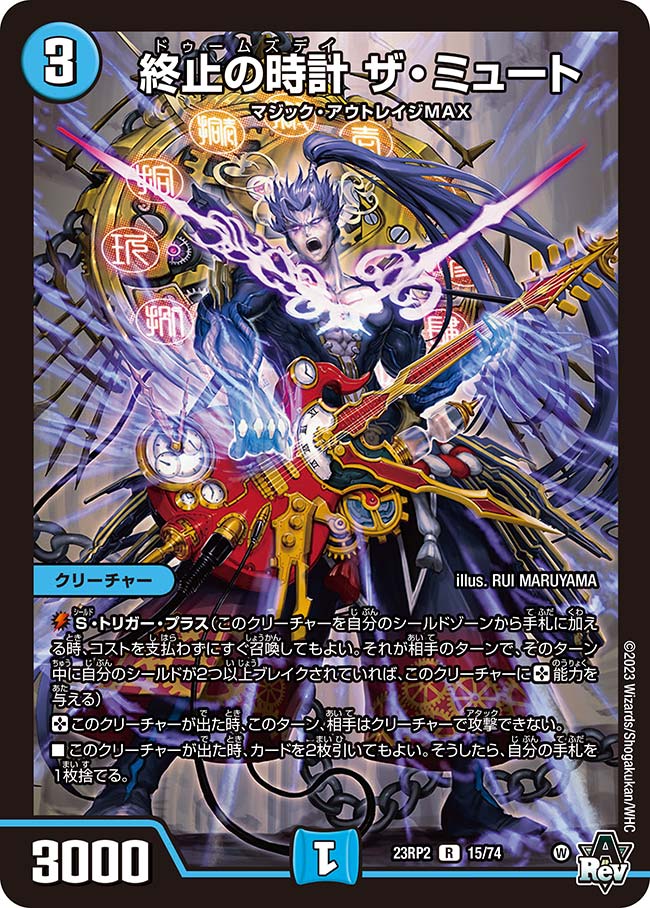 3
ドゥームズデイ
終止の時計 ザ・ミュート
マジック・アウトレイジMAX
クリーチャー
illus. RUI MARUYAMA
S・トリガー・プラス(このクリーチャーを自分のシールドゾーンから手札に加え
る時、コストを支払わずにすぐ召喚してもよい。それが相手のターンで、そのターン
中に自分のシールドが2つ以上ブレイクされていれば、このクリーチャーに能力を
与える)
このクリーチャーが出た時、このターン、相手はクリーチャーで攻撃できない。
■このクリーチャーが出た時、カードを2枚引いてもよい。そうしたら、自分の手札を
1枚捨てる。
©2023 Wizards/Shogakukan/WHC
3000
1
23RP2 R 15/74
W
A Rev